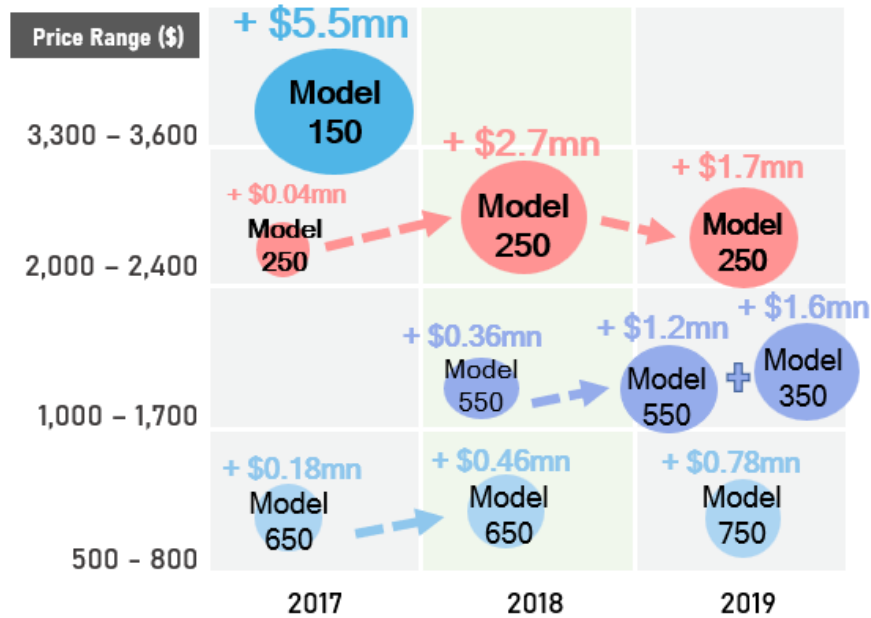 Price Range ($)
+ $5.5mn
Model
150
3,300 – 3,600
+ $0.04mn
Model
250
+ $2.7mn
Model
250
+ $1.7mn
Model
250
2,000 – 2,400
+ $0.36mn
Model
550
+ $1.2mn
Model
550
+
+ $1.6mn
Model
350
1,000 – 1,700
+ $0.18mn
Model
650
+ $0.46mn
Model
650
+ $0.78mn
Model
750
500 – 800
2017
2018
2019